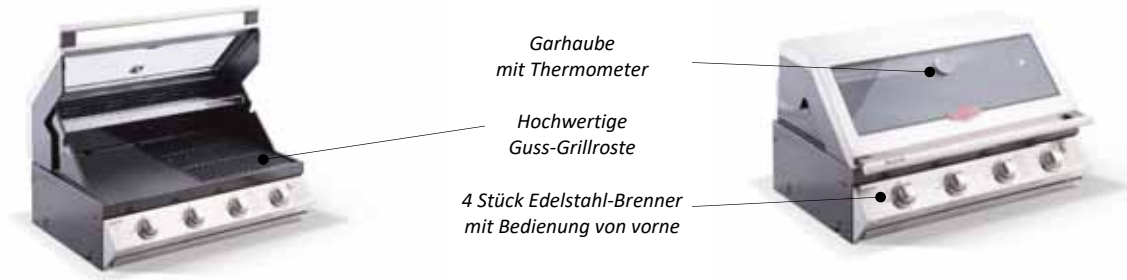 Garhaube
mit Thermometer
Hochwertige
Guss-Grillroste
4 Stück Edelstahl-Brenner
mit Bedienung von vorne